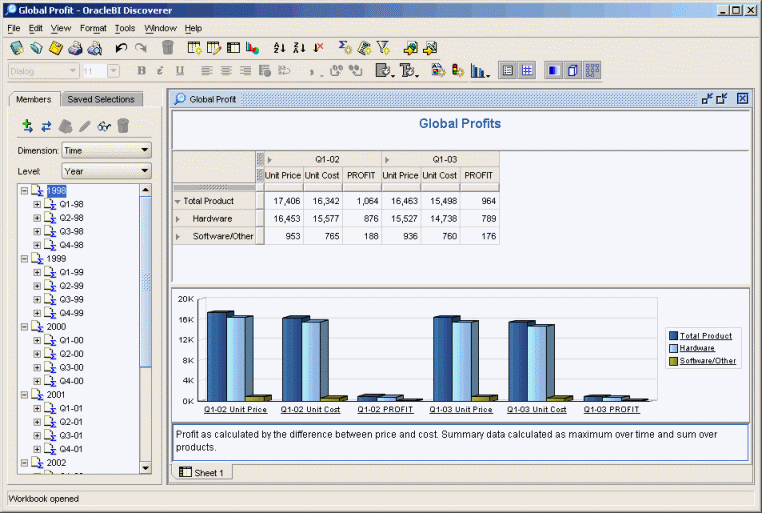 Global Profit - OracleBI Discoverer
File Edit View Format Tools Window Help
Dialog 11 B i U
Members Saved Selections
Dimension: Time
Level: Year
1998
Q1-98
Q2-98
Q3-98
Q4-98
1999
Q1-99
Q2-99
Q3-99
Q4-99
2000
Q1-00
Q2-00
Q3-00
Q4-00
2001
Q1-01
Q2-01
Q3-01
Q4-01
2002
Global Profit
Global Profits
Q1-02 Q1-03
Unit Price Unit Cost PROFIT Unit Price Unit Cost PROFIT
Total Product 17,406 16,342 1,064 16,463 15,498 964
Hardware 16,453 15,577 876 15,527 14,738 789
Software/Other 953 765 188 936 760 176
20K
16K
12K
8K
4K
0K
Q1-02 Unit Price Q1-02 Unit Cost Q1-02 PROFIT Q1-03 Unit Price Q1-03 Unit Cost Q1-03 PROFIT
Total Product
Hardware
Software/Other
Profit as calculated by the difference between price and cost. Summary data calculated as maximum over time and sum over
products.
Sheet 1
Workbook opened